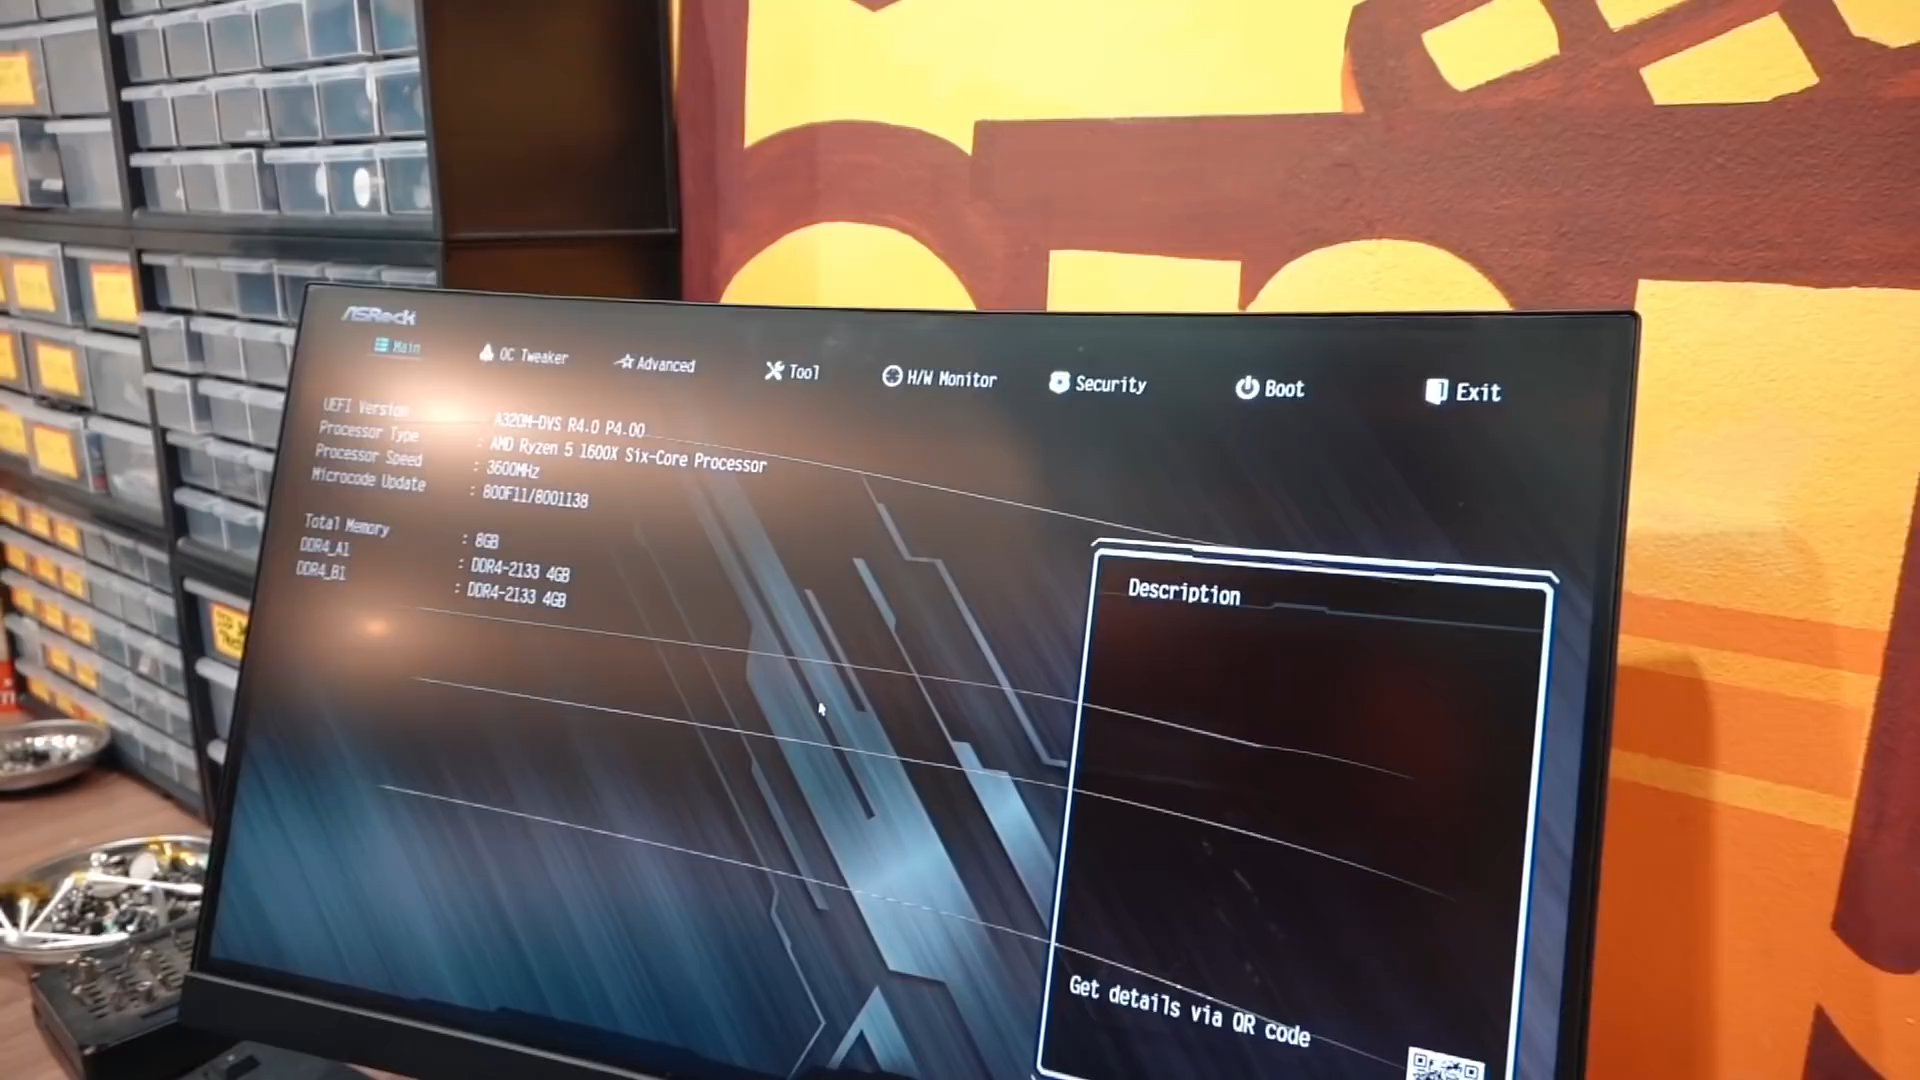 ASRock
Main OC Tweaker Advanced Tool H/W Monitor Security Boot Exit
UEFI Version : A320M-DVS R4.0 P4.00
Processor Type : AMD Ryzen 5 1600X Six-Core Processor
Processor Speed : 3600MHz
Microcode Update : 800F11/8001138
Total Memory : 8GB
DDR4_A1 : DDR4-2133 4GB
DDR4_B1 : DDR4-2133 4GB
Description
Get details via QR code